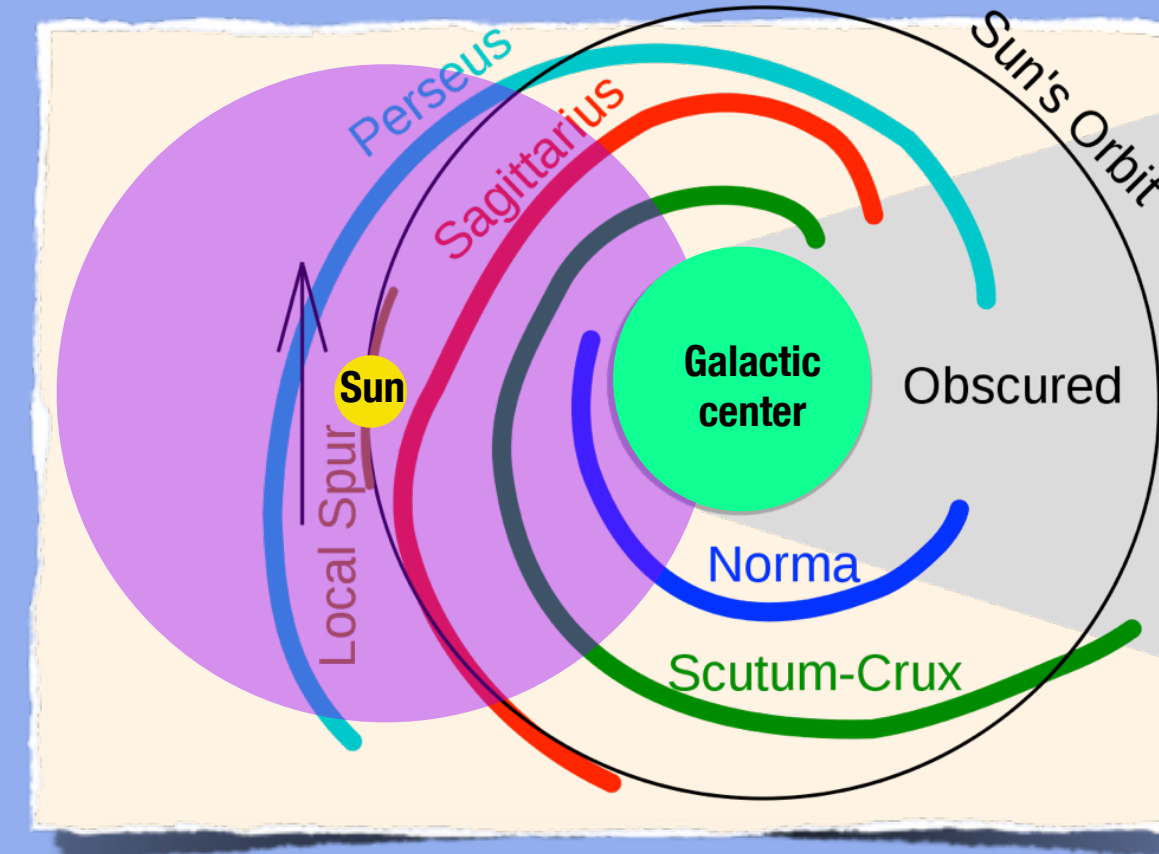 Perseus
Sagittarius
Sun's Orbit
Sun
Galactic
center
Obscured
Local Spur
Norma
Scutum-Crux